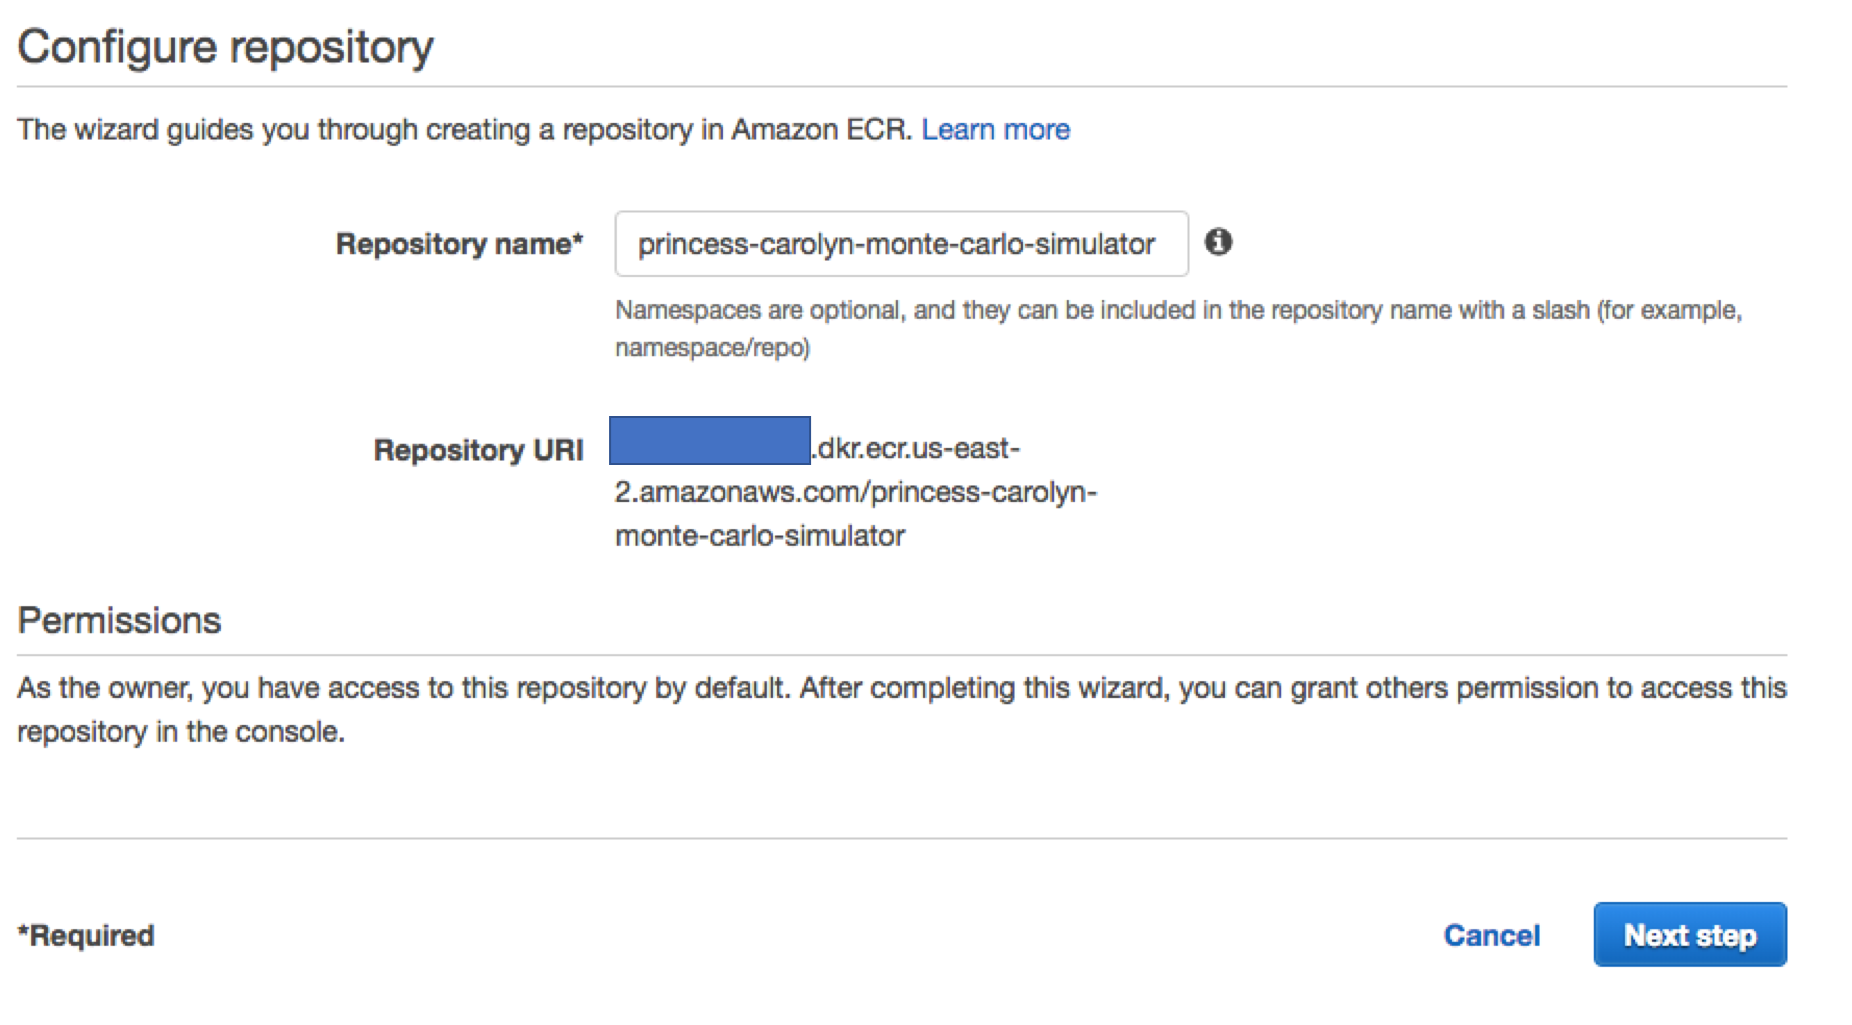 Configure repository
The wizard guides you through creating a repository in Amazon ECR. Learn more
Repository name* princess-carolyn-monte-carlo-simulator
Namespaces are optional, and they can be included in the repository name with a slash (for example,
namespace/repo)
Repository URI .dkr.ecr.us-east-
2.amazonaws.com/princess-carolyn-
monte-carlo-simulator
Permissions
As the owner, you have access to this repository by default. After completing this wizard, you can grant others permission to access this
repository in the console.
*Required Cancel Next step